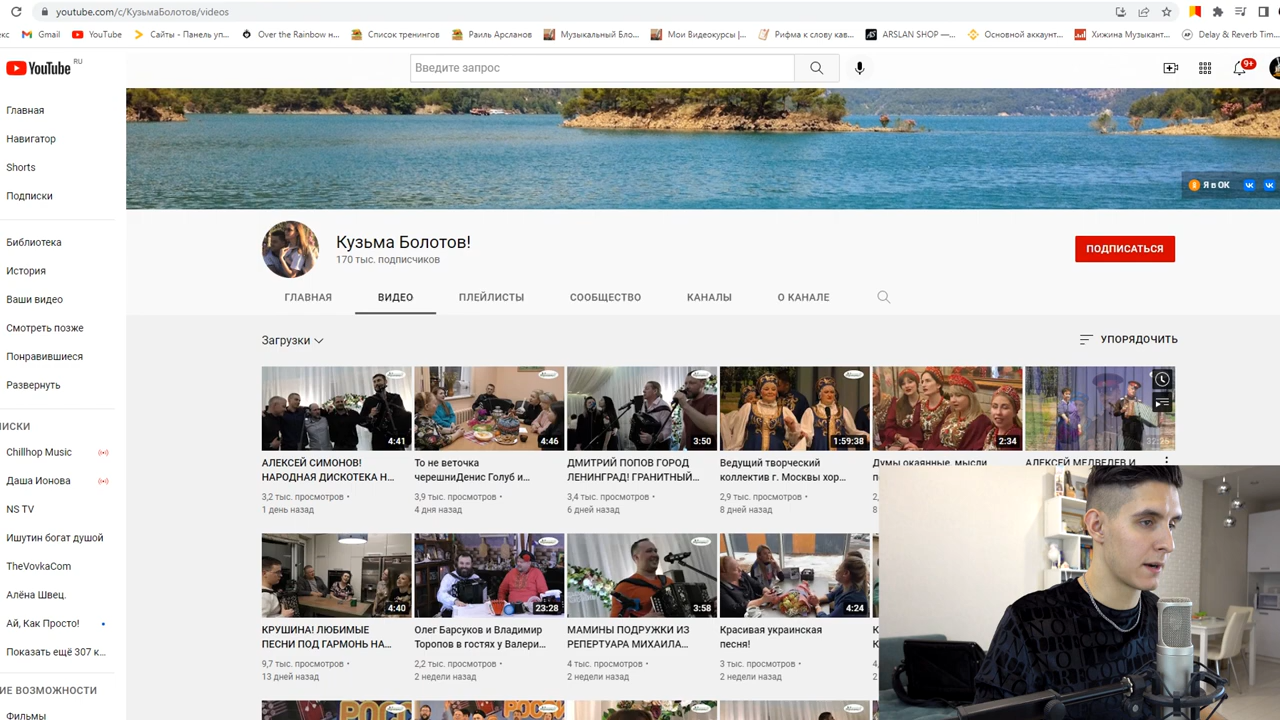 youtube.com/c/КузьмаБолотов/videos
Gmail
YouTube
Сайты - Панель уп...
Over the Rainbow н...
Список тренингов
Раиль Арсланов
Музыкальный Бло...
Мои Видеокурсы |...
Рифма к слову кав...
ARSLAN SHOP —...
Основной аккаунт...
Хижина Музыкант...
Delay & Reverb Tim...
YouTube RU
Введите запрос
9+
Главная
Навигатор
Shorts
Подписки
Библиотека
История
Ваши видео
Смотреть позже
Понравившиеся
Развернуть
ИСКИ
Chillhop Music
Даша Ионова
NS TV
Ишутин богат душой
TheVovkaCom
Алёна Швец.
Ай, Как Просто!
Показать ещё 307 к...
ИЕ ВОЗМОЖНОСТИ
Фильмы
Я в ОК
Кузьма Болотов!
170 тыс. подписчиков
ПОДПИСАТЬСЯ
ГЛАВНАЯ
ВИДЕО
ПЛЕЙЛИСТЫ
СООБЩЕСТВО
КАНАЛЫ
О КАНАЛЕ
Загрузки
УПОРЯДОЧИТЬ
4:41
4:46
3:50
1:59:38
2:34
АЛЕКСЕЙ СИМОНОВ!
НАРОДНАЯ ДИСКОТЕКА Н...
3,2 тыс. просмотров •
1 день назад
То не веточка
черешниДенис Голуб и...
3,9 тыс. просмотров •
4 дня назад
ДМИТРИЙ ПОПОВ ГОРОД
ЛЕНИНГРАД! ГРАНИТНЫЙ...
3,4 тыс. просмотров •
6 дней назад
Ведущий творческий
коллектив г. Москвы хор...
2,9 тыс. просмотров •
8 дней назад
Думы окаянные, мысли
АЛЕКСЕЙ МЕДВЕДЕВ И
4:40
23:28
3:58
4:24
КРУШИНА! ЛЮБИМЫЕ
ПЕСНИ ПОД ГАРМОНЬ НА...
9,7 тыс. просмотров •
13 дней назад
Олег Барсуков и Владимир
Торопов в гостях у Валери...
2,2 тыс. просмотров •
2 недели назад
МАМИНЫ ПОДРУЖКИ ИЗ
РЕПЕРТУАРА МИХАИЛА...
4 тыс. просмотров •
2 недели назад
Красивая украинская
песня!
3 тыс. просмотров •
2 недели назад